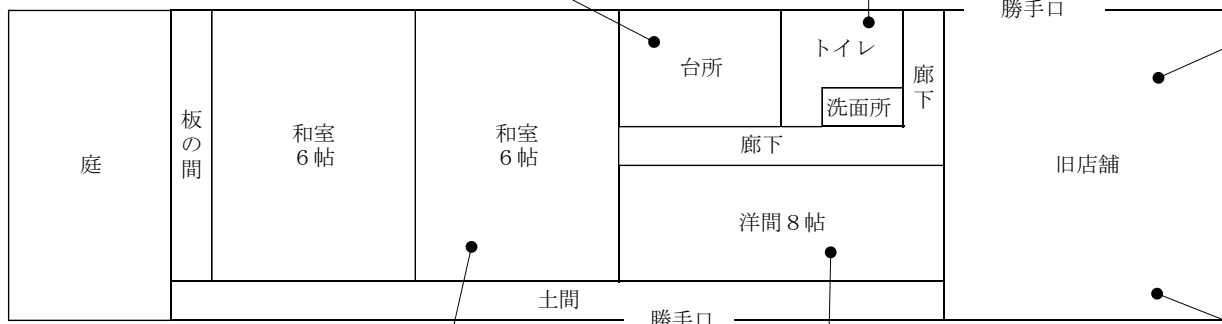 勝手口
庭
板の間
和室
６帖
和室
６帖
台所
トイレ
洗面所
廊下
廊下
洋間８帖
旧店舗
土間
勝手口